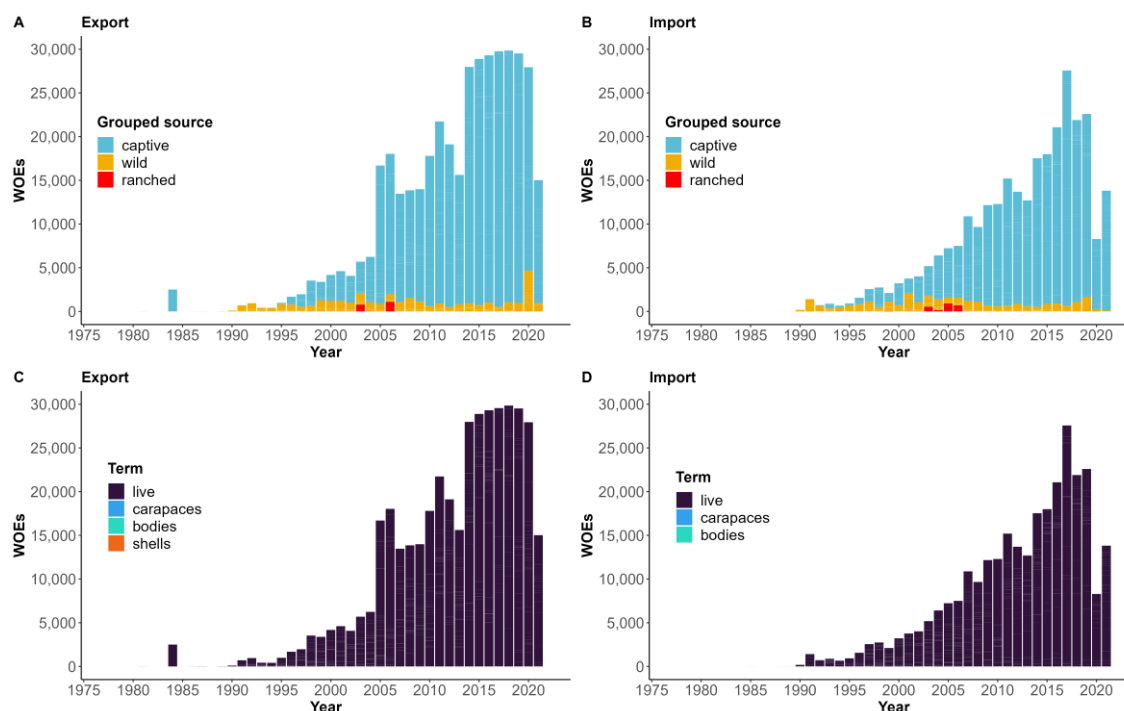 A Export
30,000
25,000
20,000
15,000
10,000
5,000
0
WOEs
Grouped source
captive
wild
ranched
1975 1980 1985 1990 1995 2000 2005 2010 2015 2020
Year
B Import
30,000
25,000
20,000
15,000
10,000
5,000
0
WOEs
Grouped source
captive
wild
ranched
1975 1980 1985 1990 1995 2000 2005 2010 2015 2020
Year
C Export
30,000
25,000
20,000
15,000
10,000
5,000
0
WOEs
Term
live
carapaces
bodies
shells
1975 1980 1985 1990 1995 2000 2005 2010 2015 2020
Year
D Import
30,000
25,000
20,000
15,000
10,000
5,000
0
WOEs
Term
live
carapaces
bodies
1975 1980 1985 1990 1995 2000 2005 2010 2015 2020
Year